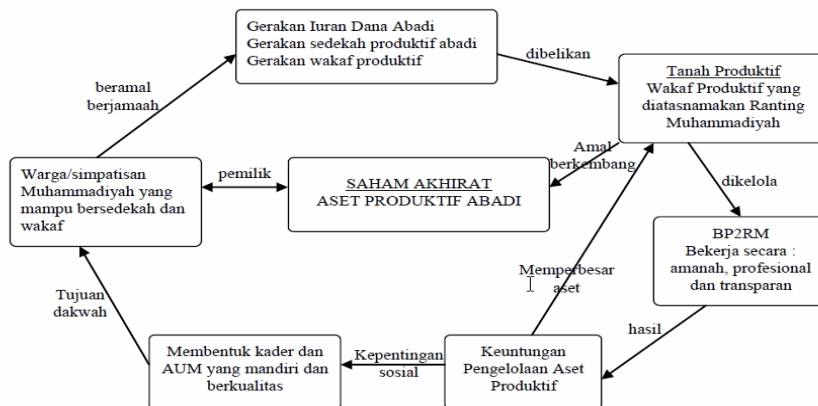 Gerakan Iuran Dana Abadi
Gerakan sedekah produktif abadi
Gerakan wakaf produktif
dibelikan
Tanah Produktif
Wakaf Produktif yang
diatasnamakan Ranting
Muhammadiyah
beramal
berjamaah
Amal
berkembang
Warga/simpatisan
Muhammadiyah yang
mampu bersedekah dan
wakaf
pemilik
SAHAM AKHIRAT
ASET PRODUKTIF ABADI
dikelola
BP2RM
Bekerja secara :
amanah, profesional
dan transparan
Memperbesar
aset
Tujuan
dakwah
hasil
Membentuk kader dan
AUM yang mandiri dan
berkualitas
Kepentingan
sosial
Keuntungan
Pengelolaan Aset
Produktif